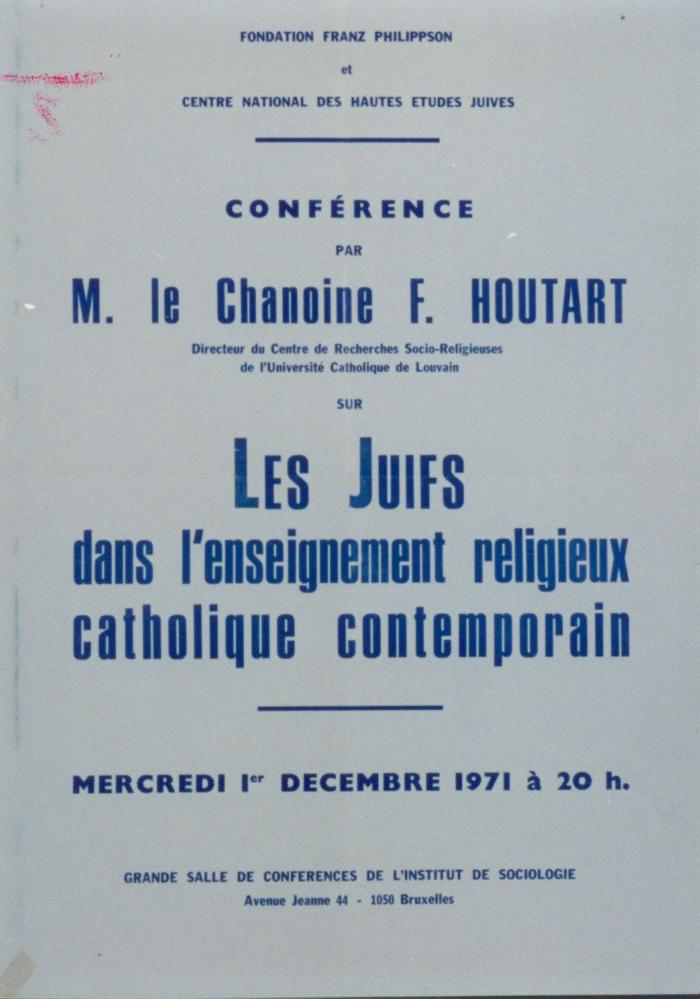 FONDATION FRANZ PHILIPPSON
et
CENTRE NATIONAL DES HAUTES ETUDES JUIVES
CONFÉRENCE
PAR
M. le Chanoine F. HOUTART
Directeur du Centre de Recherches Socio-Religieuses
de l'Université Catholique de Louvain
SUR
LES JUIFS
dans l'enseignement religieux
catholique contemporain
MERCREDI 1er DECEMBRE 1971 à 20 h.
GRANDE SALLE DE CONFERENCES DE L'INSTITUT DE SOCIOLOGIE
Avenue Jeanne 44 - 1050 Bruxelles